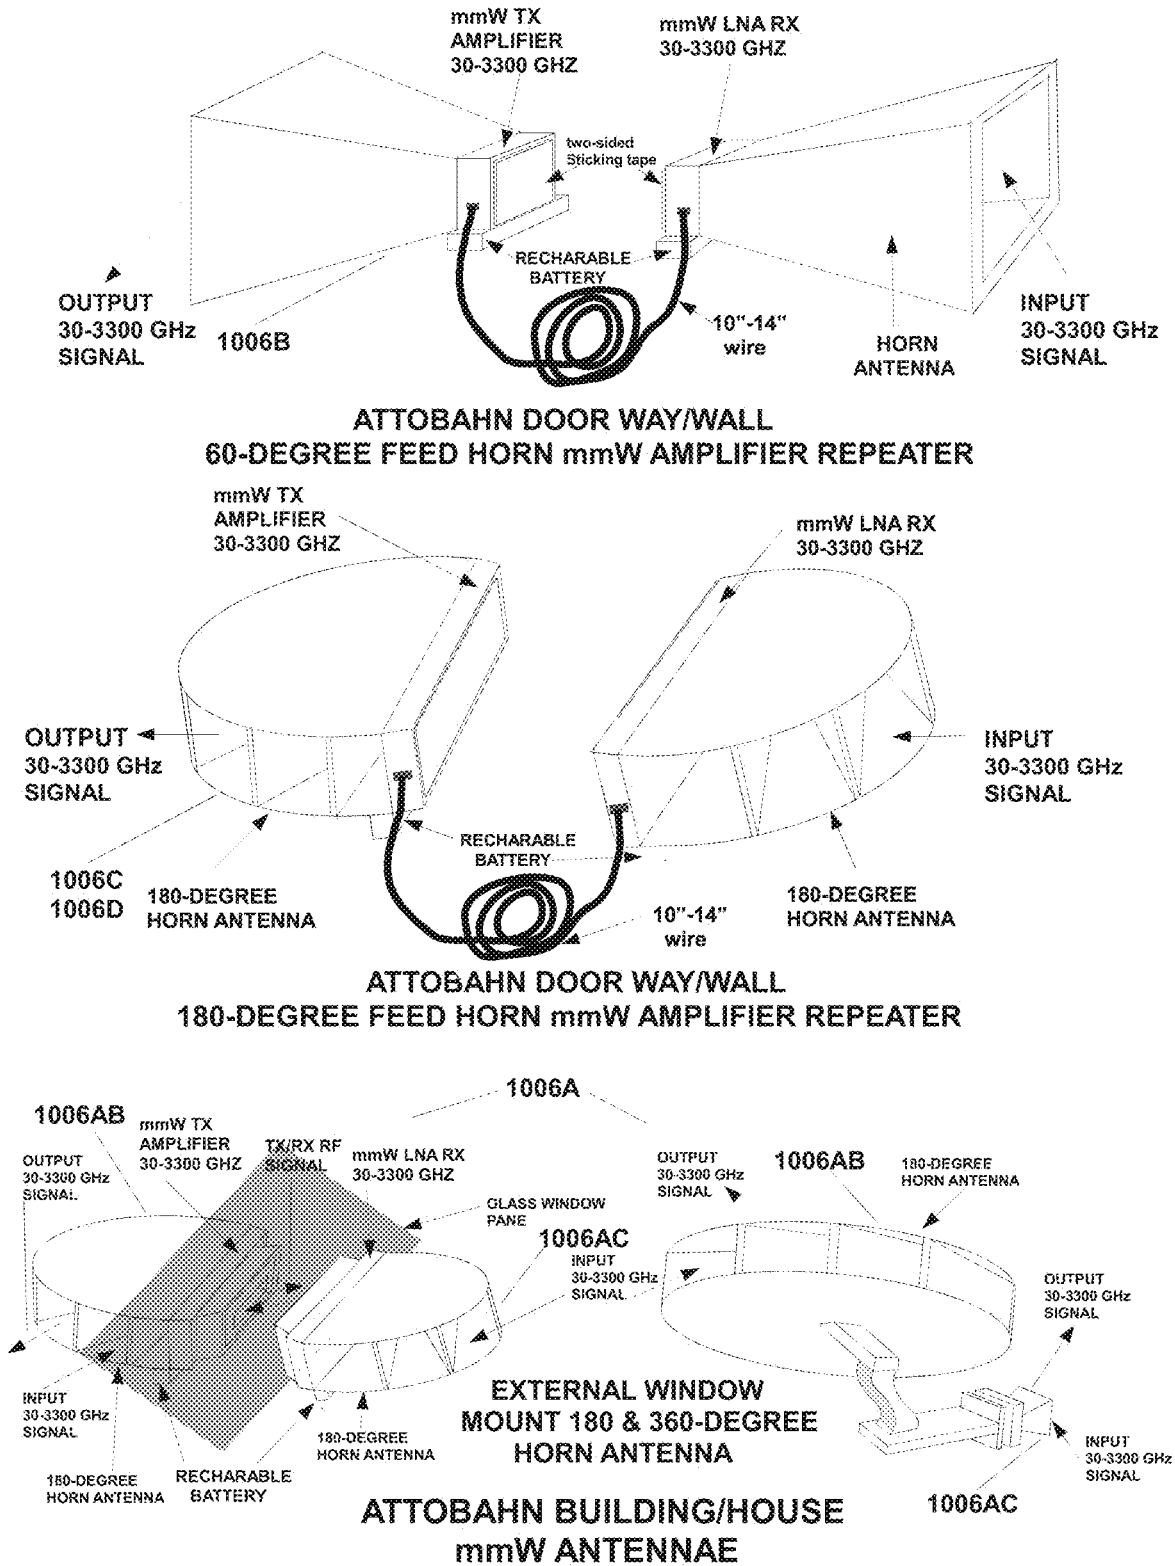 mmW TX
AMPLIFIER
30-3300 GHZ
mmW LNA RX
30-3300 GHZ
two-sided
Sticking tape
RECHARABLE
BATTERY
OUTPUT
30-3300 GHz
SIGNAL
1006B
10"-14"
wire
HORN
ANTENNA
INPUT
30-3300 GHz
SIGNAL
ATTOBAHN DOOR WAY/WALL
60-DEGREE FEED HORN mmW AMPLIFIER REPEATER
mmW TX
AMPLIFIER
30-3300 GHZ
mmW LNA RX
30-3300 GHZ
OUTPUT
30-3300 GHz
SIGNAL
INPUT
30-3300 GHz
SIGNAL
RECHARABLE
BATTERY
1006C
1006D
180-DEGREE
HORN ANTENNA
10"-14"
wire
180-DEGREE
HORN ANTENNA
ATTOBAHN DOOR WAY/WALL
180-DEGREE FEED HORN mmW AMPLIFIER REPEATER
1006A
1006AB
mmW TX
AMPLIFIER
30-3300 GHZ
TX/RX RF
SIGNAL
mmW LNA RX
30-3300 GHZ
OUTPUT
30-3300 GHz
SIGNAL
GLASS WINDOW
PANE
1006AC
INPUT
30-3300 GHz
SIGNAL
OUTPUT
30-3300 GHz
SIGNAL
1006AB
180-DEGREE
HORN ANTENNA
OUTPUT
30-3300 GHz
SIGNAL
INPUT
30-3300 GHz
SIGNAL
180-DEGREE
HORN ANTENNA
RECHARABLE
BATTERY
180-DEGREE
HORN ANTENNA
EXTERNAL WINDOW
MOUNT 180 & 360-DEGREE
HORN ANTENNA
INPUT
30-3300 GHz
SIGNAL
1006AC
ATTOBAHN BUILDING/HOUSE
mmW ANTENNAE